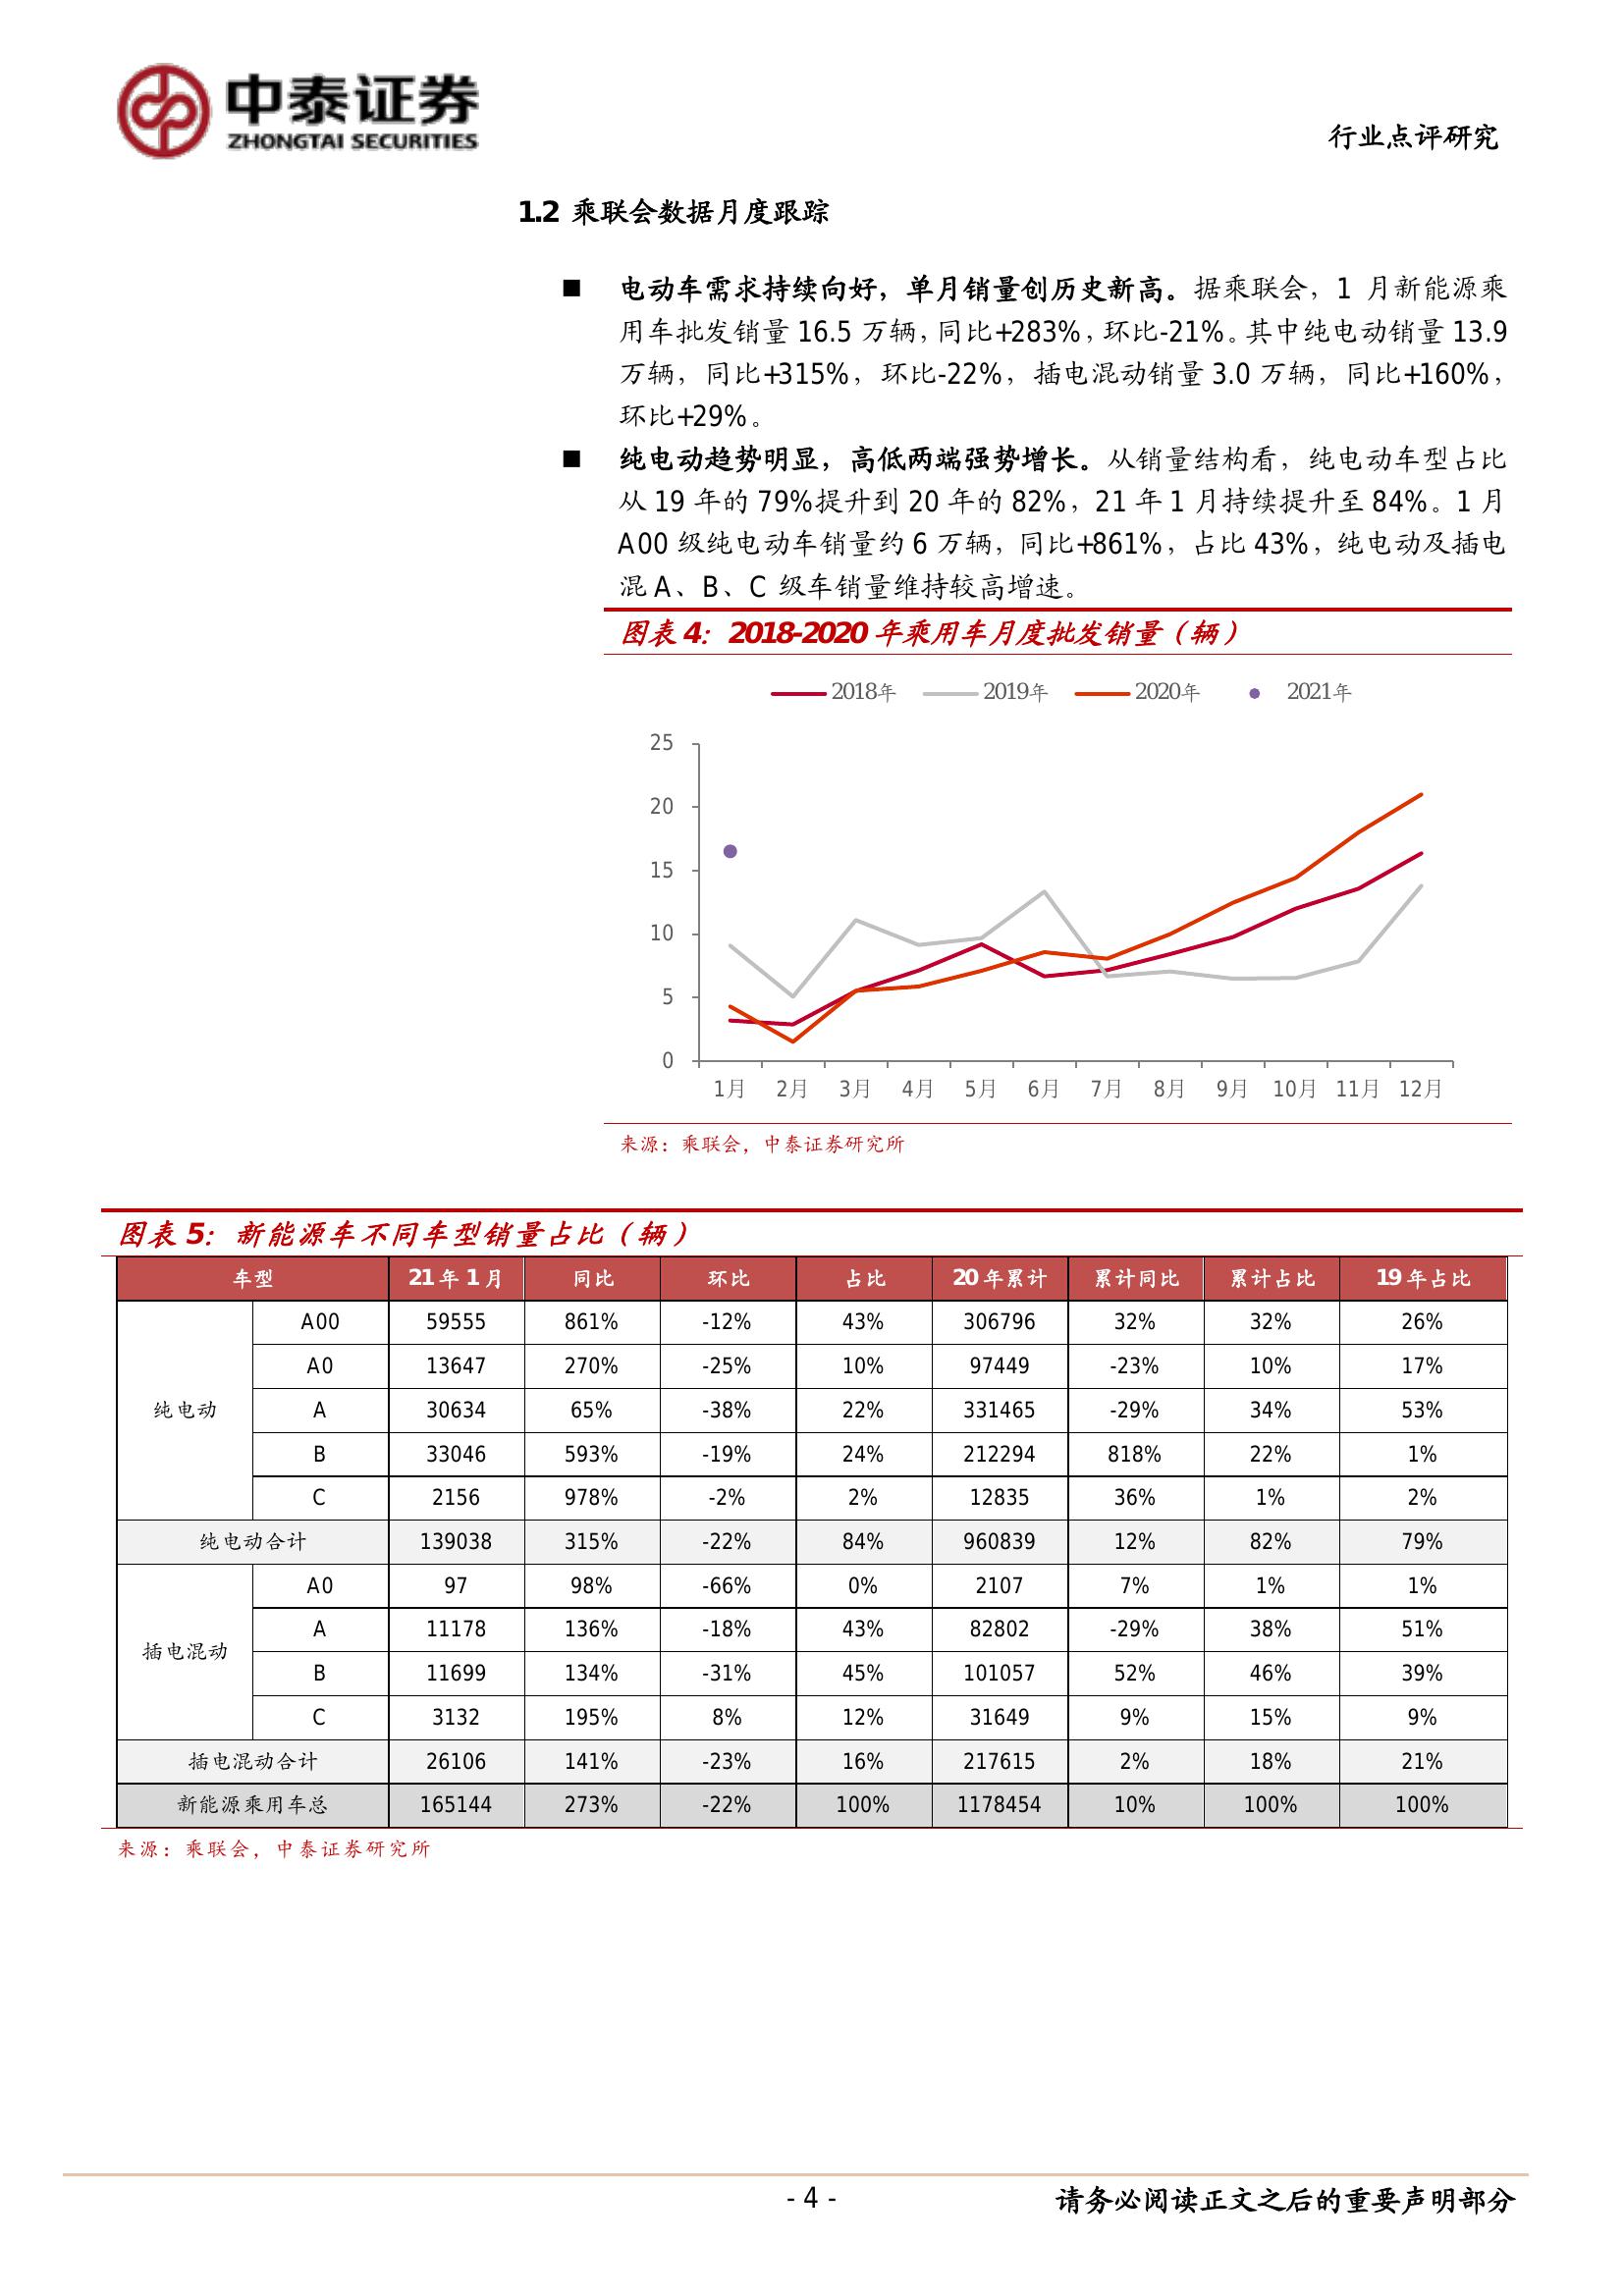 中泰证券
ZHONGTAI SECURITIES
行业点评研究
1.2 乘联会数据月度跟踪
■ 电动车需求持续向好，单月销量创历史新高。据乘联会，1 月新能源乘
用车批发销量 16.5 万辆，同比+283%，环比-21%。其中纯电动销量 13.9
万辆，同比+315%，环比-22%，插电混动销量 3.0 万辆，同比+160%，
环比+29%。
■ 纯电动趋势明显，高低两端强势增长。从销量结构看，纯电动车型占比
从 19 年的 79%提升到 20 年的 82%，21 年 1 月持续提升至 84%。1 月
A00 级纯电动车销量约 6 万辆，同比+861%，占比 43%，纯电动及插电
混 A、B、C 级车销量维持较高增速。
图表 4：2018-2020 年乘用车月度批发销量（辆）
2018年 2019年 2020年 2021年
25
20
15
10
5
0
1月 2月 3月 4月 5月 6月 7月 8月 9月 10月 11月 12月
来源：乘联会，中泰证券研究所
图表 5：新能源车不同车型销量占比（辆）
车型 21 年 1 月 同比 环比 占比 20 年累计 累计同比 累计占比 19 年占比
纯电动
A00 59555 861% -12% 43% 306796 32% 32% 26%
A0 13647 270% -25% 10% 97449 -23% 10% 17%
A 30634 65% -38% 22% 331465 -29% 34% 53%
B 33046 593% -19% 24% 212294 818% 22% 1%
C 2156 978% -2% 2% 12835 36% 1% 2%
纯电动合计 139038 315% -22% 84% 960839 12% 82% 79%
插电混动
A0 97 98% -66% 0% 2107 7% 1% 1%
A 11178 136% -18% 43% 82802 -29% 38% 51%
B 11699 134% -31% 45% 101057 52% 46% 39%
C 3132 195% 8% 12% 31649 9% 15% 9%
插电混动合计 26106 141% -23% 16% 217615 2% 18% 21%
新能源乘用车总 165144 273% -22% 100% 1178454 10% 100% 100%
来源：乘联会，中泰证券研究所
- 4 -
请务必阅读正文之后的重要声明部分